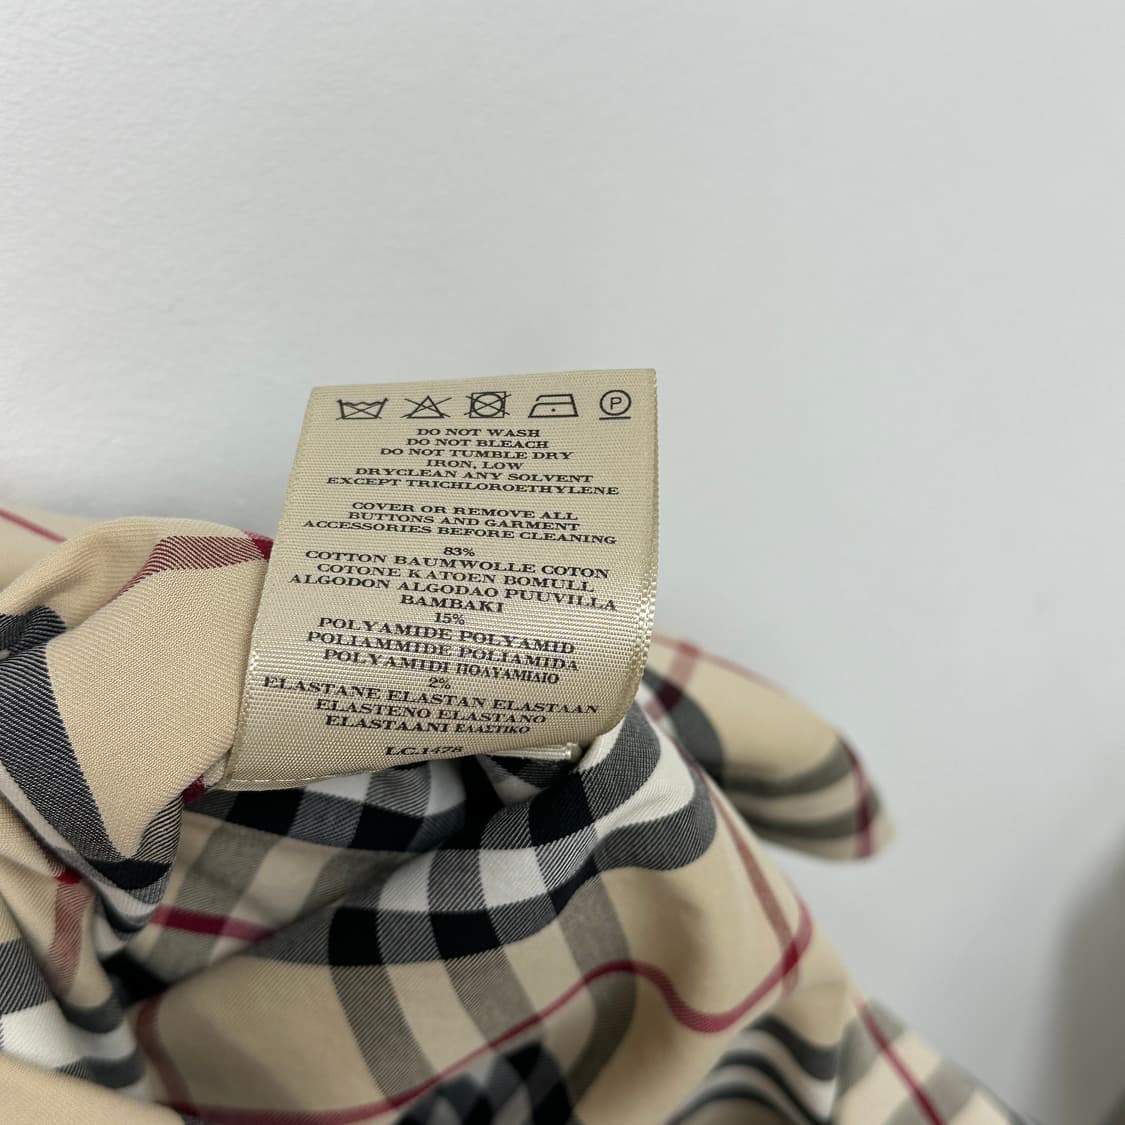 P
DO NOT WASH
DO NOT BLEACH
DO NOT TUMBLE DRY
IRON, LOW
DRYCLEAN ANY SOLVENT
EXCEPT TRICHLOROETHYLENE
COVER OR REMOVE ALL
BUTTONS AND GARMENT
ACCESSORIES BEFORE CLEANING
83%
COTTON BAUMWOLLE COTON
COTONE KATOEN BOMULL
ALGODON ALGODAO PUUVILLA
BAMBAKI
15%
POLYAMIDE POLYAMID
POLIAMMIDE POLIAMIDA
POLYAMIDI ΠΟΛΥΑΜΙΔΙΟ
2%
ELASTANE ELASTAN ELASTAAN
ELASTENO ELASTANO
ELASTAANI ΕΛΑΣΤΙΚΟ
LC.1478